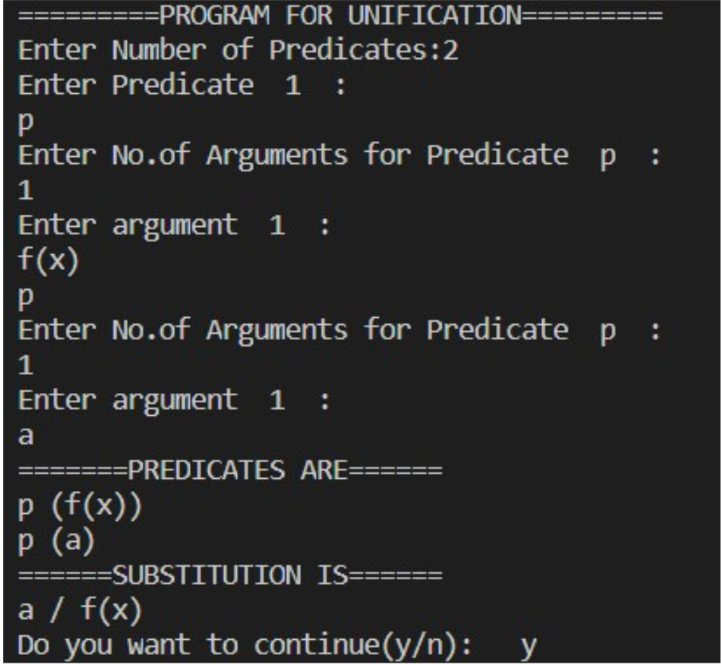 =========PROGRAM FOR UNIFICATION=========
Enter Number of Predicates:2
Enter Predicate  1  :
p
Enter No.of Arguments for Predicate  p  :
1
Enter argument  1  :
f(x)
p
Enter No.of Arguments for Predicate  p  :
1
Enter argument  1  :
a
=======PREDICATES ARE======
p (f(x))
p (a)
======SUBSTITUTION IS======
a / f(x)
Do you want to continue(y/n):   y